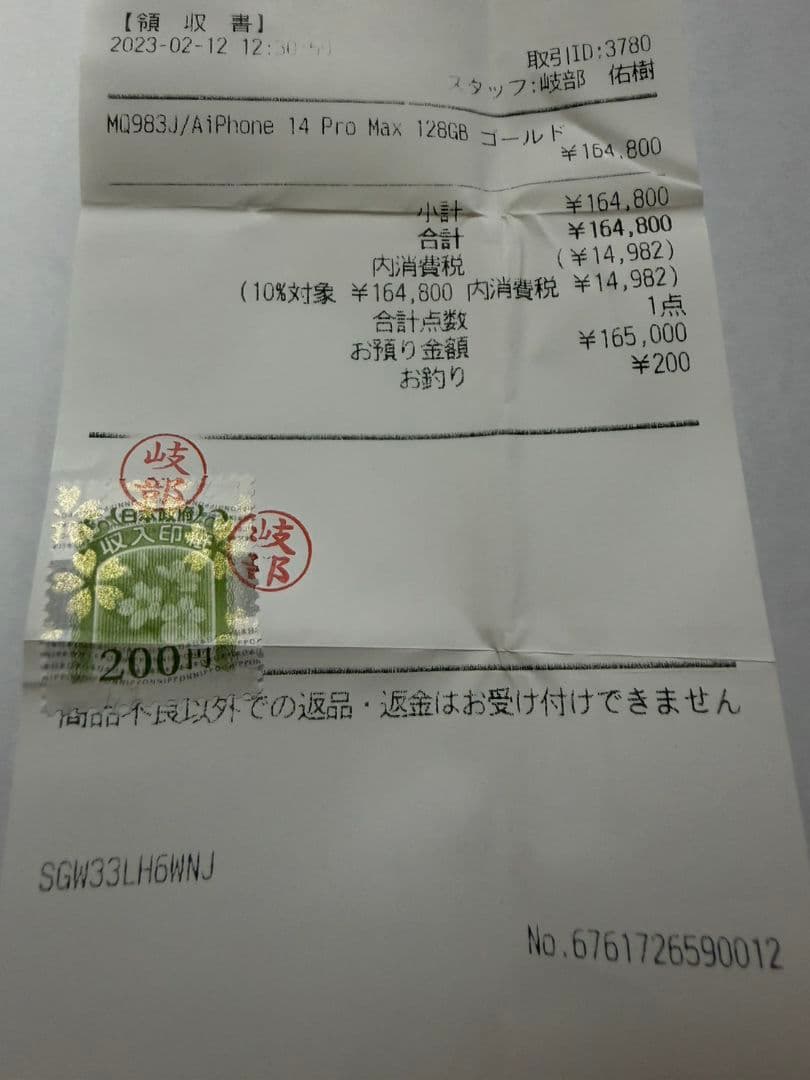 【領 収 書】
2023-02-12 12:30
取引ID:3780
スタッフ:岐部 佑樹
MQ983J/AiPhone 14 Pro Max 128GB ゴールド
¥164,800
小計 ¥164,800
合計 ¥164,800
内消費税 (¥14,982)
(10%対象 ¥164,800 内消費税 ¥14,982)
合計点数 1点
お預り金額 ¥165,000
お釣り ¥200
岐部
岐部
日本政府
収入印紙
200円
商品不良以外での返品・返金はお受け付けできません
SGW33LH6WNJ
No.6761726590012